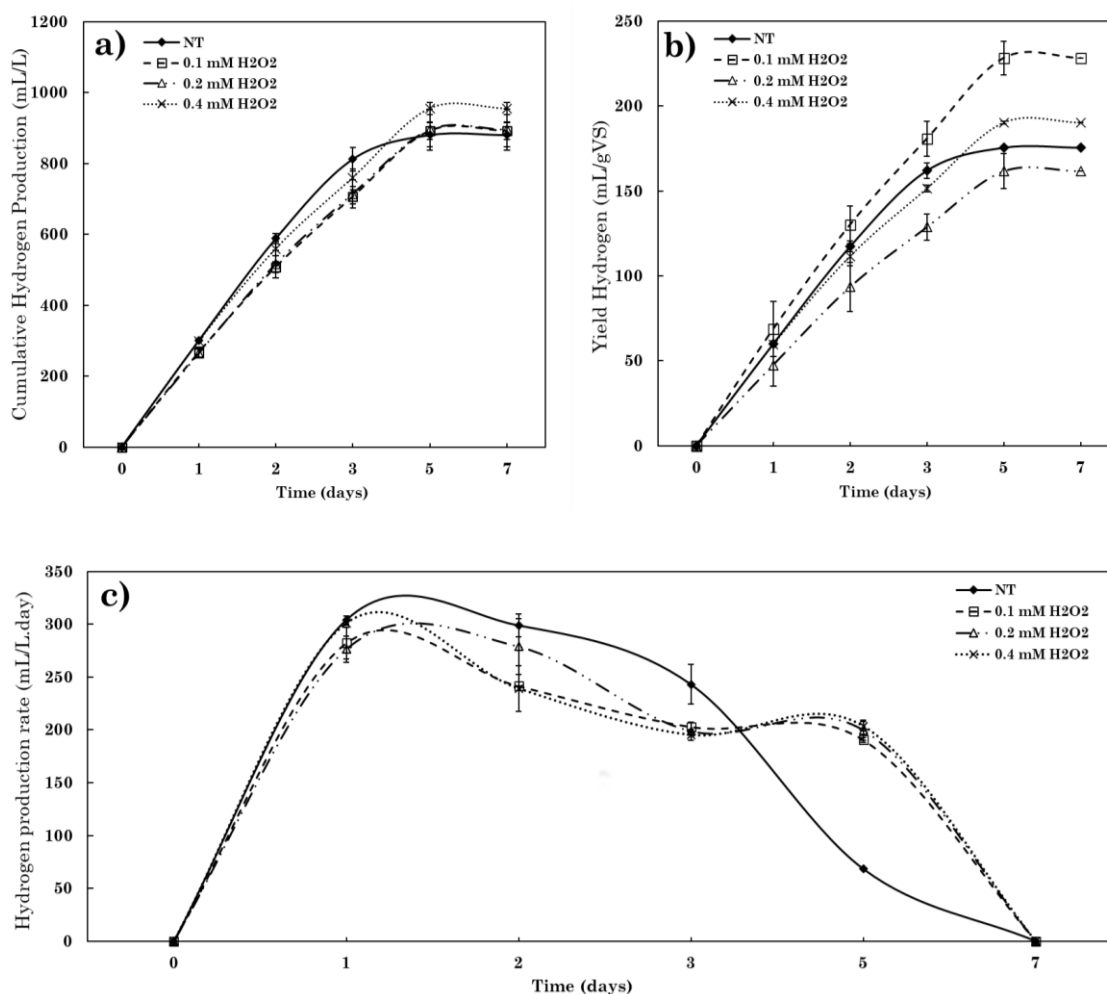 a)
NT
0.1 mM H2O2
0.2 mM H2O2
0.4 mM H2O2
Cumulative Hydrogen Production (mL/L)
1200
1000
800
600
400
200
0
0 1 2 3 5 7
Time (days)
b)
NT
0.1 mM H2O2
0.2 mM H2O2
0.4 mM H2O2
Yield Hydrogen (mL/gVS)
250
200
150
100
50
0
0 1 2 3 5 7
Time (days)
c)
NT
0.1 mM H2O2
0.2 mM H2O2
0.4 mM H2O2
Hydrogen production rate (mL/L.day)
350
300
250
200
150
100
50
0
0 1 2 3 5 7
Time (days)